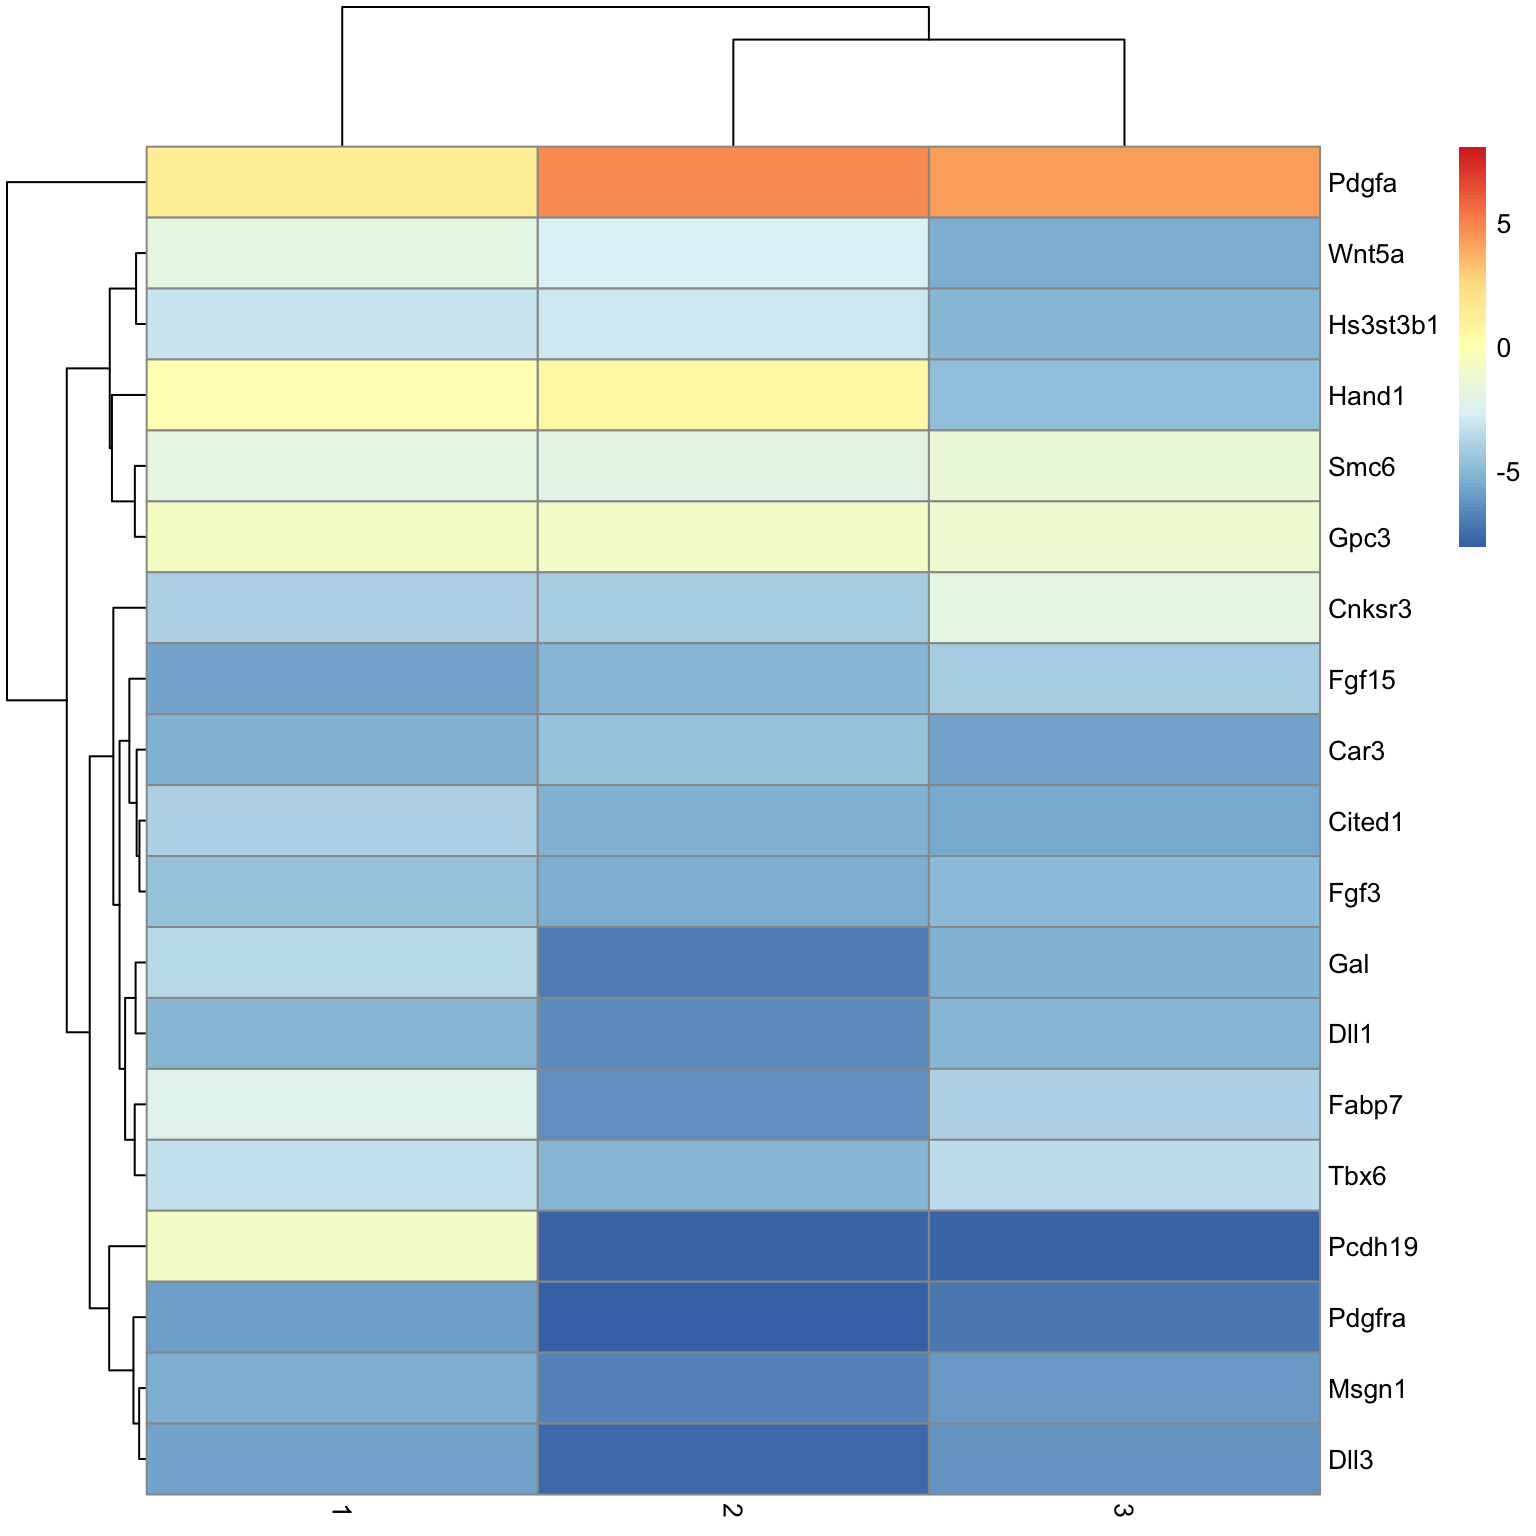 Pdgfa
Wnt5a
Hs3st3b1
Hand1
Smc6
Gpc3
Cnksr3
Fgf15
Car3
Cited1
Fgf3
Gal
Dll1
Fabp7
Tbx6
Pcdh19
Pdgfra
Msgn1
Dll3
5
0
-5
1
2
3